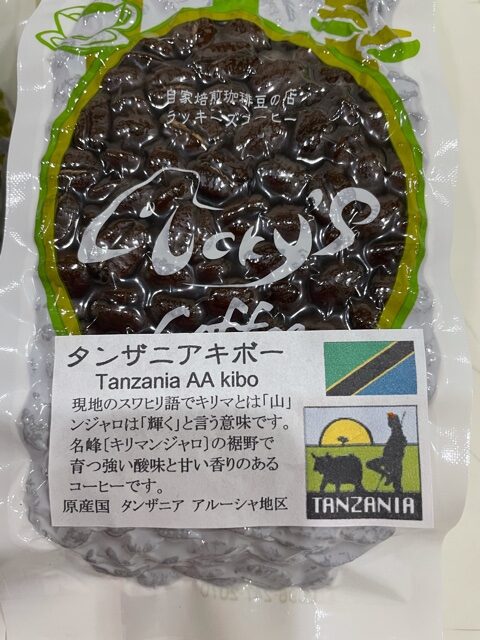 自家焙煎珈琲豆の店
ラッキーズコーヒー
Lucky's
Coffee
タンザニアキボー
Tanzania AA kibo
現地のスワヒリ語でキリマとは「山」
ンジャロは「輝く」と言う意味です。
名峰〔キリマンジャロ〕の裾野で
育つ強い酸味と甘い香りのある
コーヒーです。
原産国 タンザニア アルーシャ地区
TANZANIA